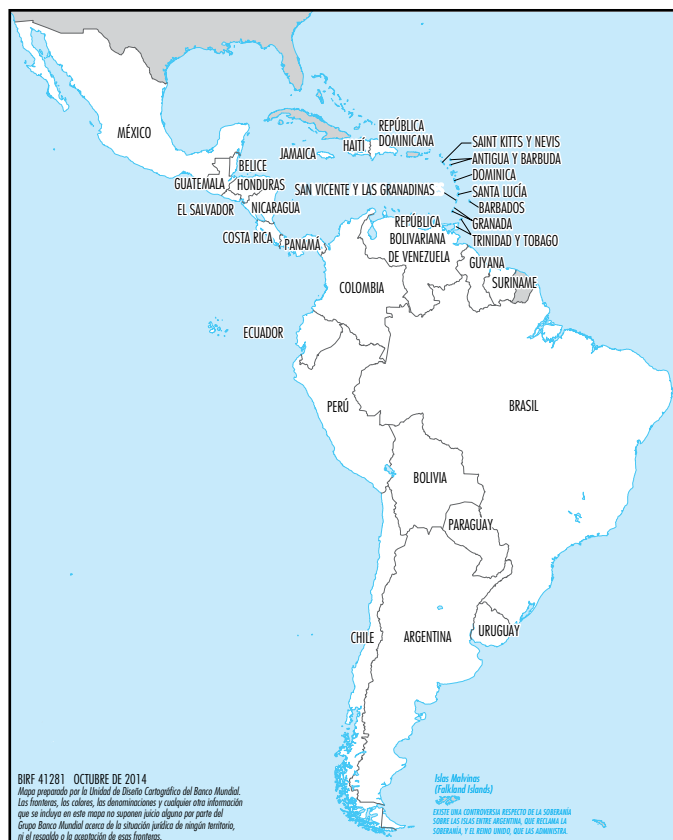 MÉXICO
REPÚBLICA
DOMINICANA
HAITÍ
JAMAICA
BELICE
GUATEMALA
HONDURAS
EL SALVADOR
NICARAGUA
COSTA RICA
PANAMÁ
SAINT KITTS Y NEVIS
ANTIGUA Y BARBUDA
DOMINICA
SAN VICENTE Y LAS GRANADINAS
SANTA LUCÍA
BARBADOS
GRANADA
TRINIDAD Y TOBAGO
REPÚBLICA
BOLIVARIANA
DE VENEZUELA
GUYANA
SURINAME
COLOMBIA
ECUADOR
PERÚ
BRASIL
BOLIVIA
PARAGUAY
CHILE
ARGENTINA
URUGUAY
BIRF 41281 OCTUBRE DE 2014
Mapa preparado por la Unidad de Diseño Cartográfico del Banco Mundial.
Las fronteras, los colores, las denominaciones y cualquier otra información
que se incluya en este mapa no suponen juicio alguno por parte del
Grupo Banco Mundial acerca de la situación jurídica de ningún territorio,
ni el respaldo o la aceptación de esas fronteras.
Islas Malvinas
(Falkland Islands)
EXISTE UNA CONTROVERSIA RESPECTO DE LA SOBERANÍA
SOBRE LAS ISLAS ENTRE ARGENTINA, QUE RECLAMA LA
SOBERANÍA, Y EL REINO UNIDO, QUE LAS ADMINISTRA.